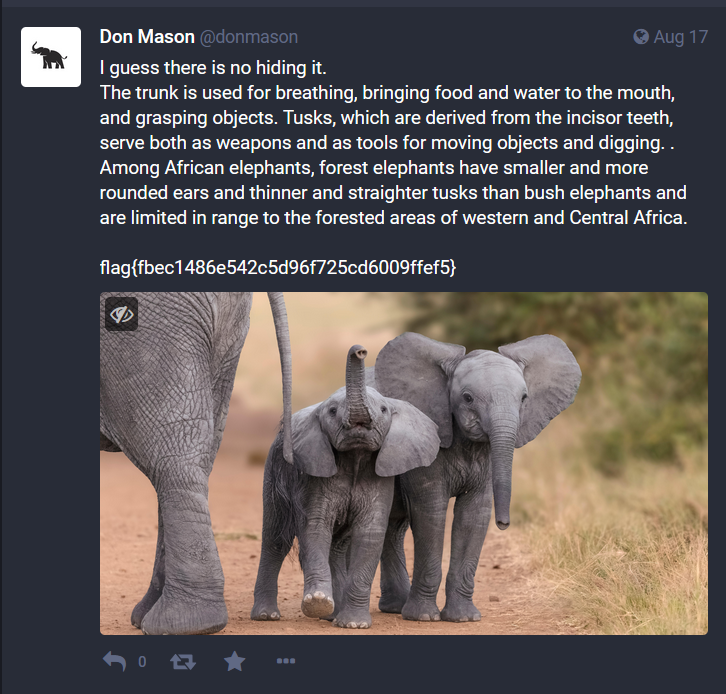 Don Mason @donmason Aug 17
I guess there is no hiding it.
The trunk is used for breathing, bringing food and water to the mouth,
and grasping objects. Tusks, which are derived from the incisor teeth,
serve both as weapons and as tools for moving objects and digging. .
Among African elephants, forest elephants have smaller and more
rounded ears and thinner and straighter tusks than bush elephants and
are limited in range to the forested areas of western and Central Africa.
flag{fbec1486e542c5d96f725cd6009ffef5}
0